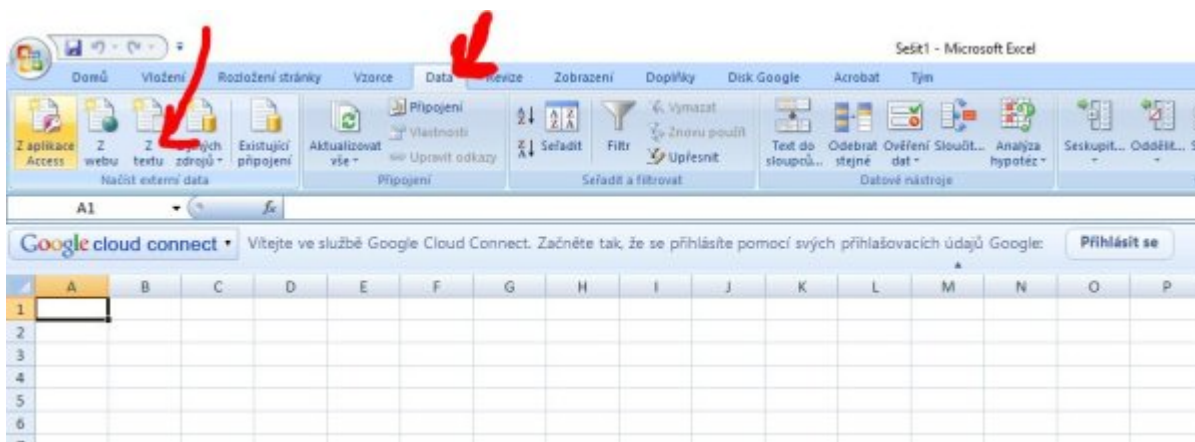 Sešit1 - Microsoft Excel
Domů Vložení Rozložení stránky Vzorce Data Revize Zobrazení Doplňky Disk Google Acrobat Tým
Z aplikace Access
Z webu
Z textu
zdrojů
Existující připojení
Načíst externí data
Aktualizovat vše
Připojení
Vlastnosti
Upravit odkazy
Připojení
Seřadit
Filtr
Vymazat
Znovu použít
Upřesnit
Seřadit a filtrovat
Text do sloupců...
Odebrat stejné
Ověření dat
Sloučit...
Analýza hypotéz
Datové nástroje
Seskupit...
Oddělit...
A1 fx
Google cloud connect Vítejte ve službě Google Cloud Connect. Začněte tak, že se přihlásíte pomocí svých přihlašovacích údajů Google: Přihlásit se
A B C D E F G H I J K L M N O P
1
2
3
4
5
6